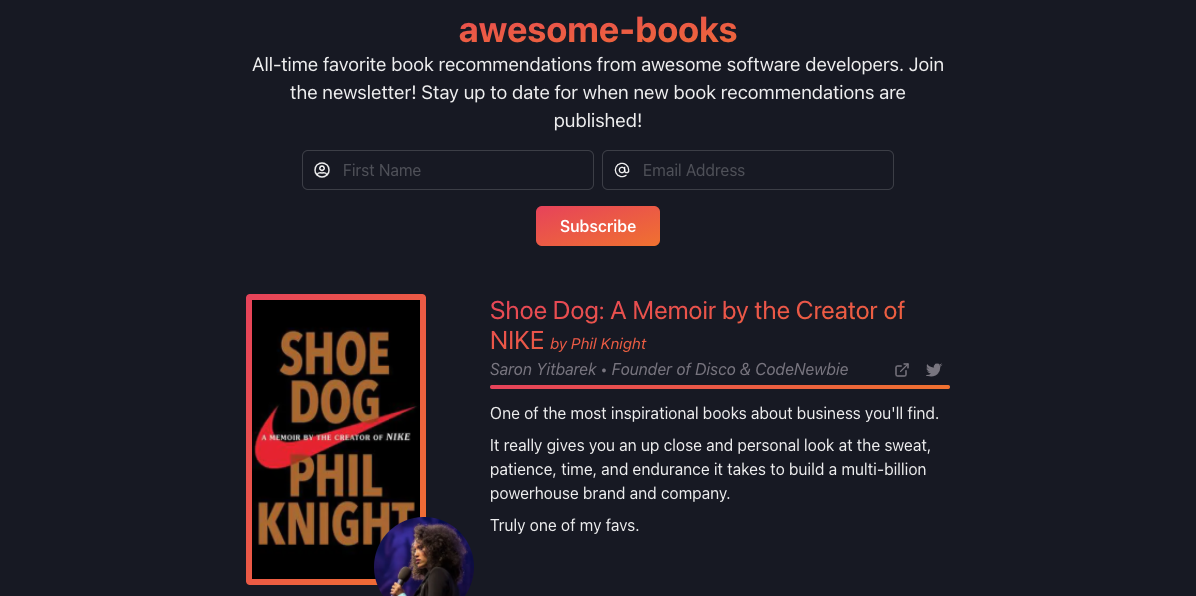 awesome-books
All-time favorite book recommendations from awesome software developers. Join
the newsletter! Stay up to date for when new book recommendations are
published!
First Name
Email Address
Subscribe
SHOE
DOG
A MEMOIR BY THE CREATOR OF NIKE
PHIL
KNIGHT
Shoe Dog: A Memoir by the Creator of
NIKE by Phil Knight
Saron Yitbarek • Founder of Disco & CodeNewbie
One of the most inspirational books about business you'll find.
It really gives you an up close and personal look at the sweat,
patience, time, and endurance it takes to build a multi-billion
powerhouse brand and company.
Truly one of my favs.